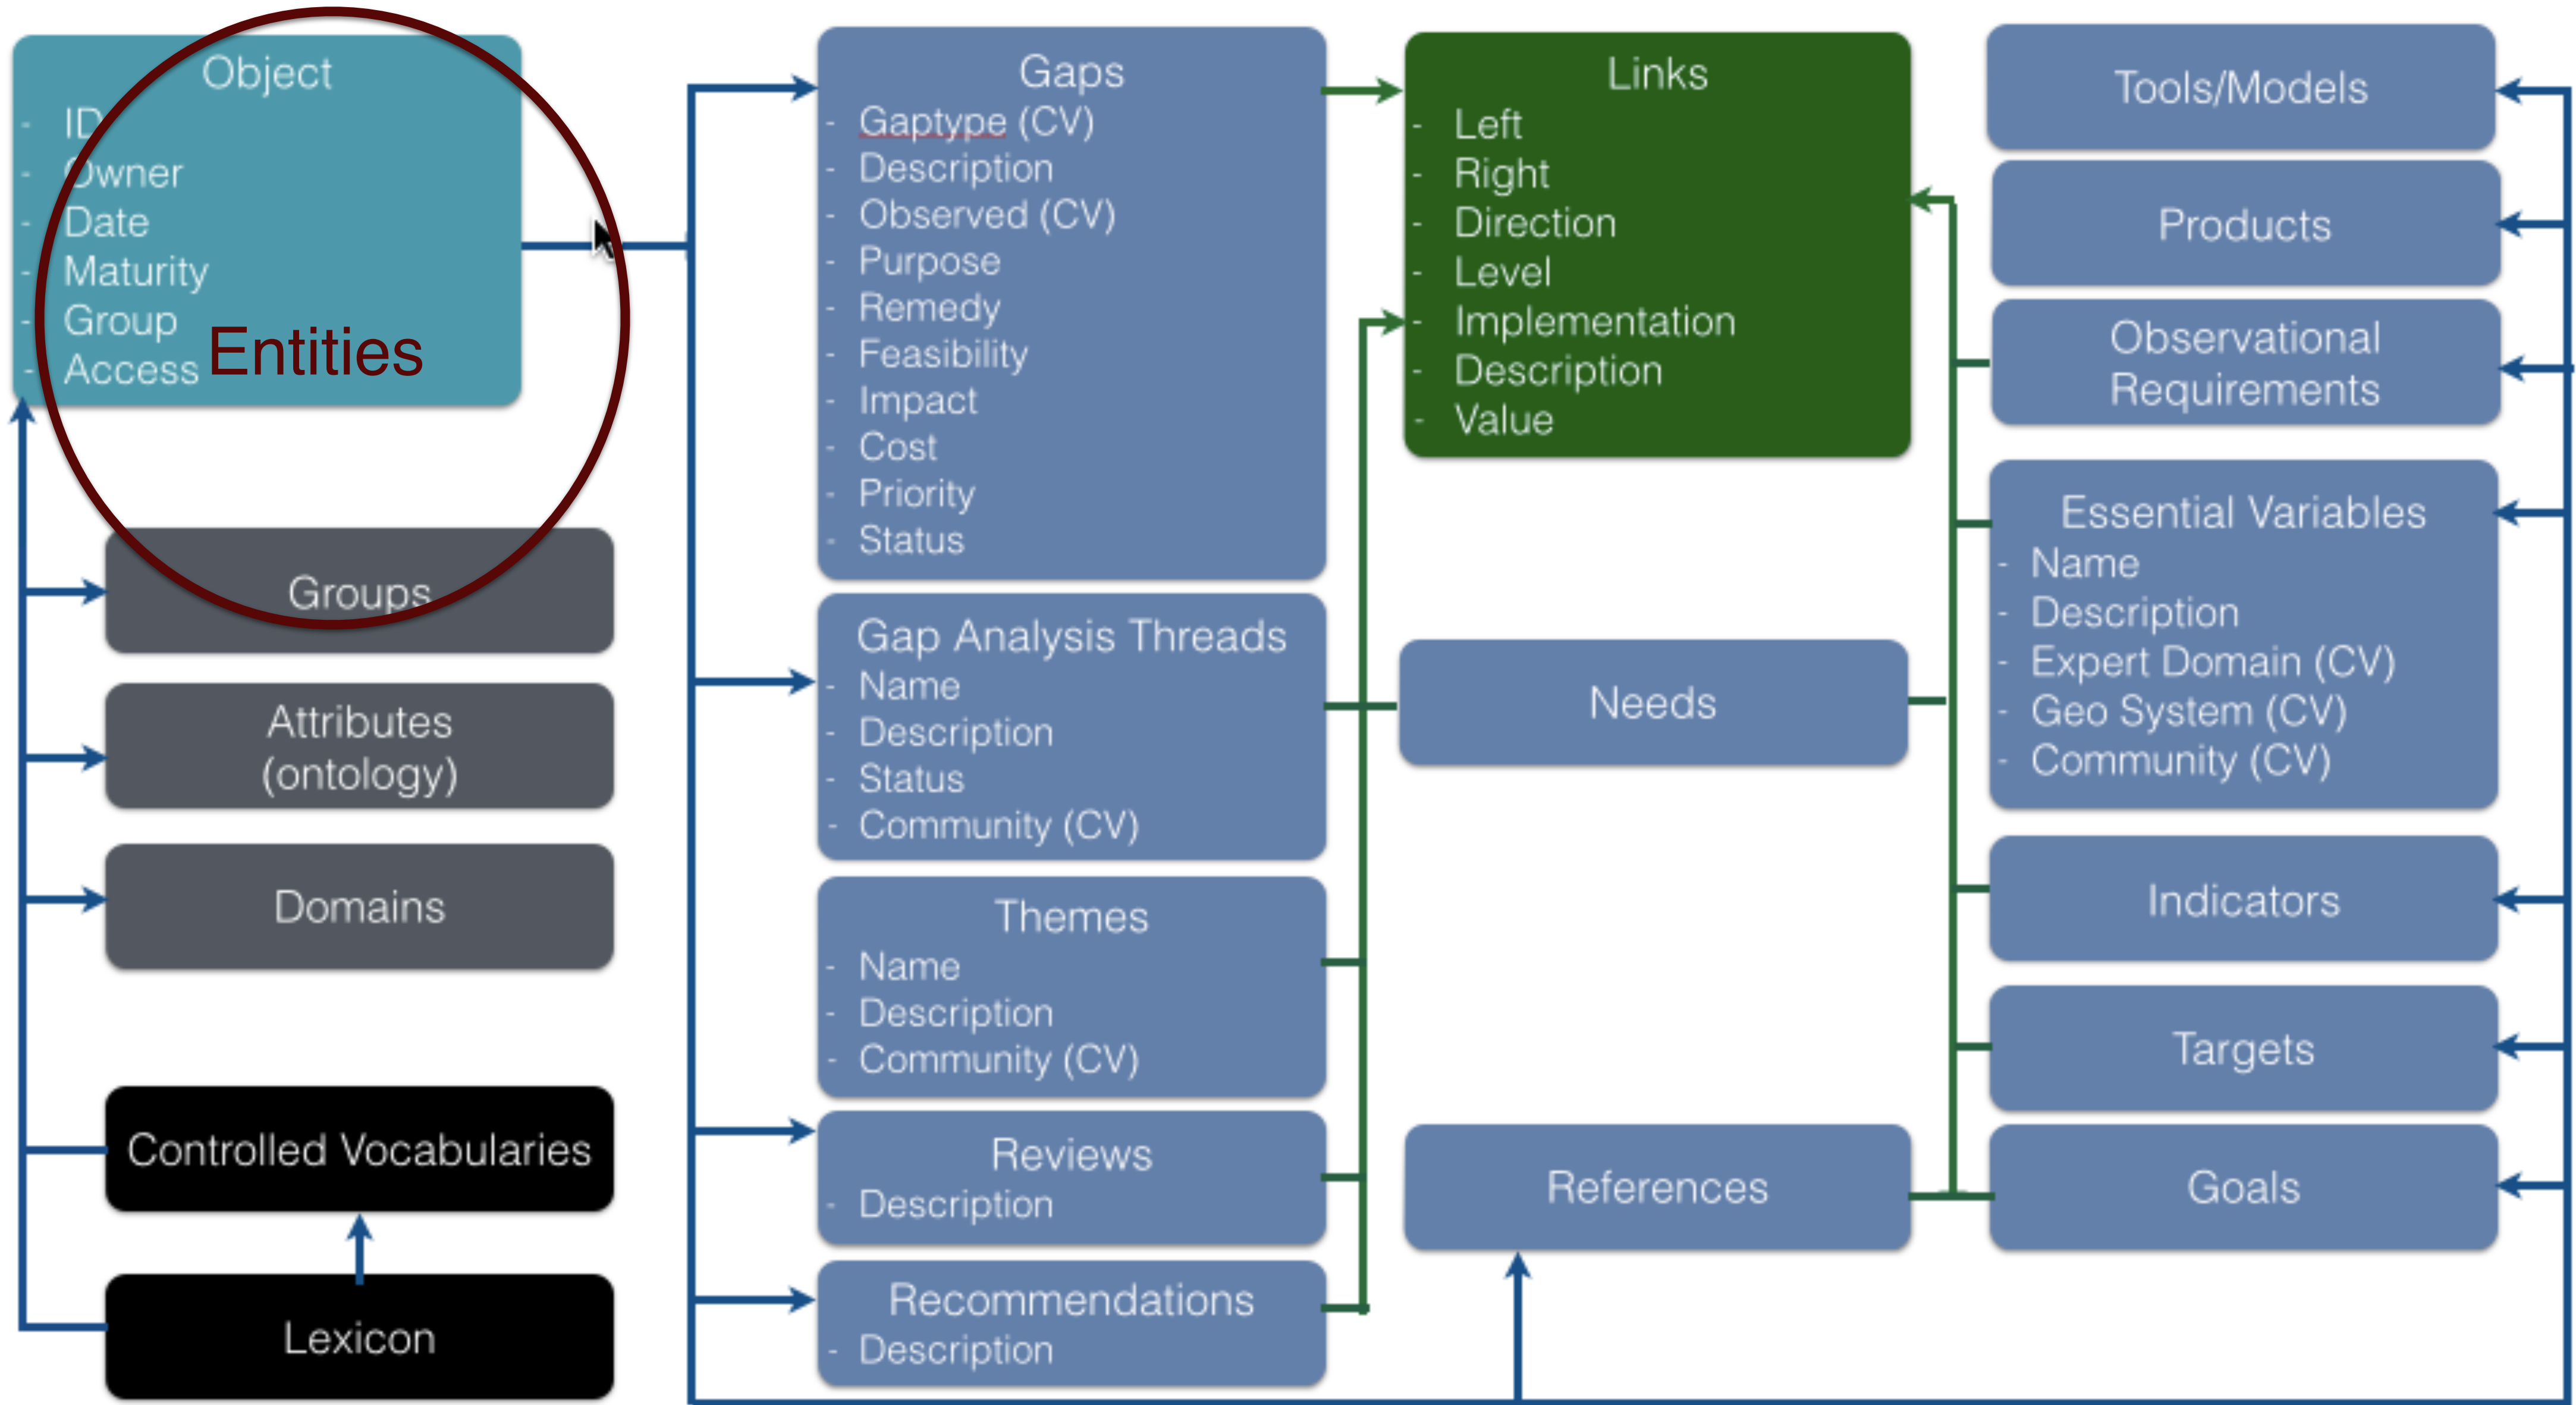 Object
- ID
- Owner
- Date
- Maturity
- Group
- Access
Entities
Groups
Attributes
(ontology)
Domains
Controlled Vocabularies
Lexicon
Gaps
- Gaptype (CV)
- Description
- Observed (CV)
- Purpose
- Remedy
- Feasibility
- Impact
- Cost
- Priority
- Status
Gap Analysis Threads
- Name
- Description
- Status
- Community (CV)
Themes
- Name
- Description
- Community (CV)
Reviews
- Description
Recommendations
- Description
Links
- Left
- Right
- Direction
- Level
- Implementation
- Description
- Value
Needs
References
Tools/Models
Products
Observational
Requirements
Essential Variables
- Name
- Description
- Expert Domain (CV)
- Geo System (CV)
- Community (CV)
Indicators
Targets
Goals